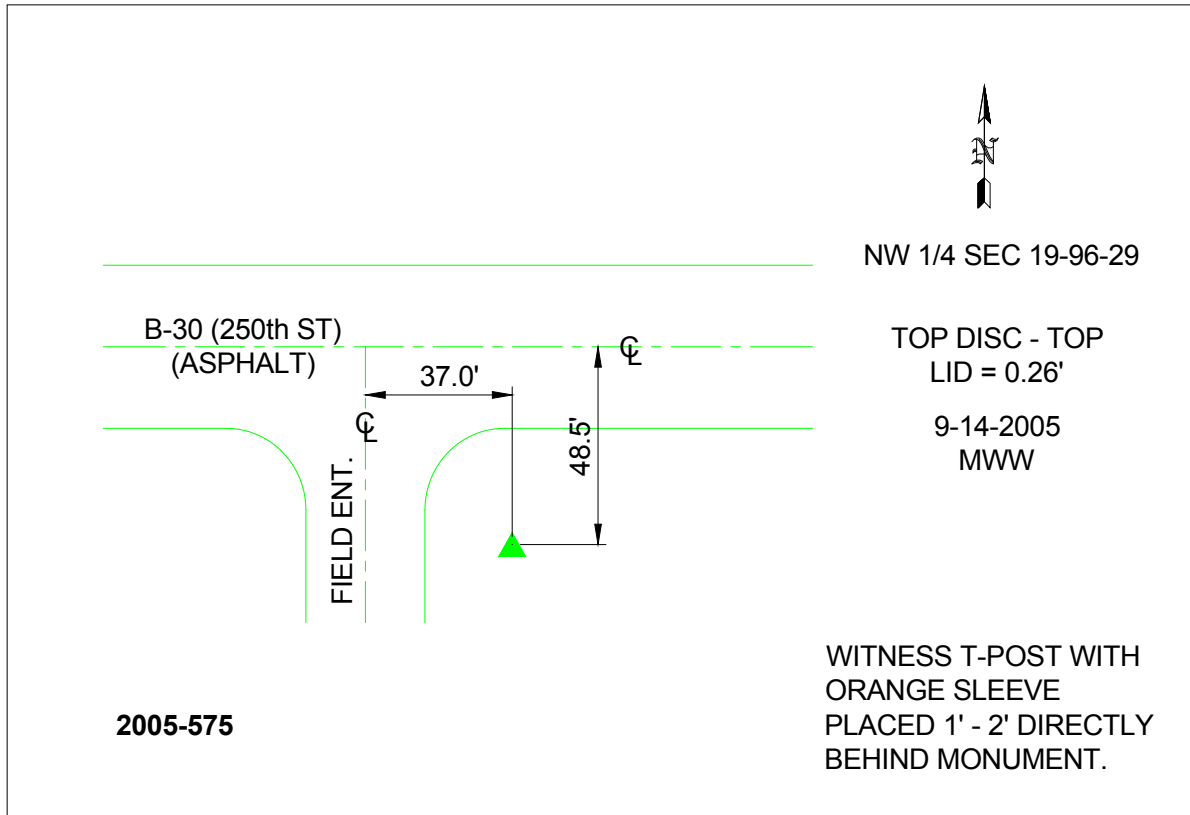 N
NW 1/4 SEC 19-96-29
B-30 (250th ST)
(ASPHALT)
℄
TOP DISC - TOP
LID = 0.26'
37.0'
℄
48.5'
9-14-2005
MWW
FIELD ENT.
WITNESS T-POST WITH
ORANGE SLEEVE
PLACED 1' - 2' DIRECTLY
BEHIND MONUMENT.
2005-575